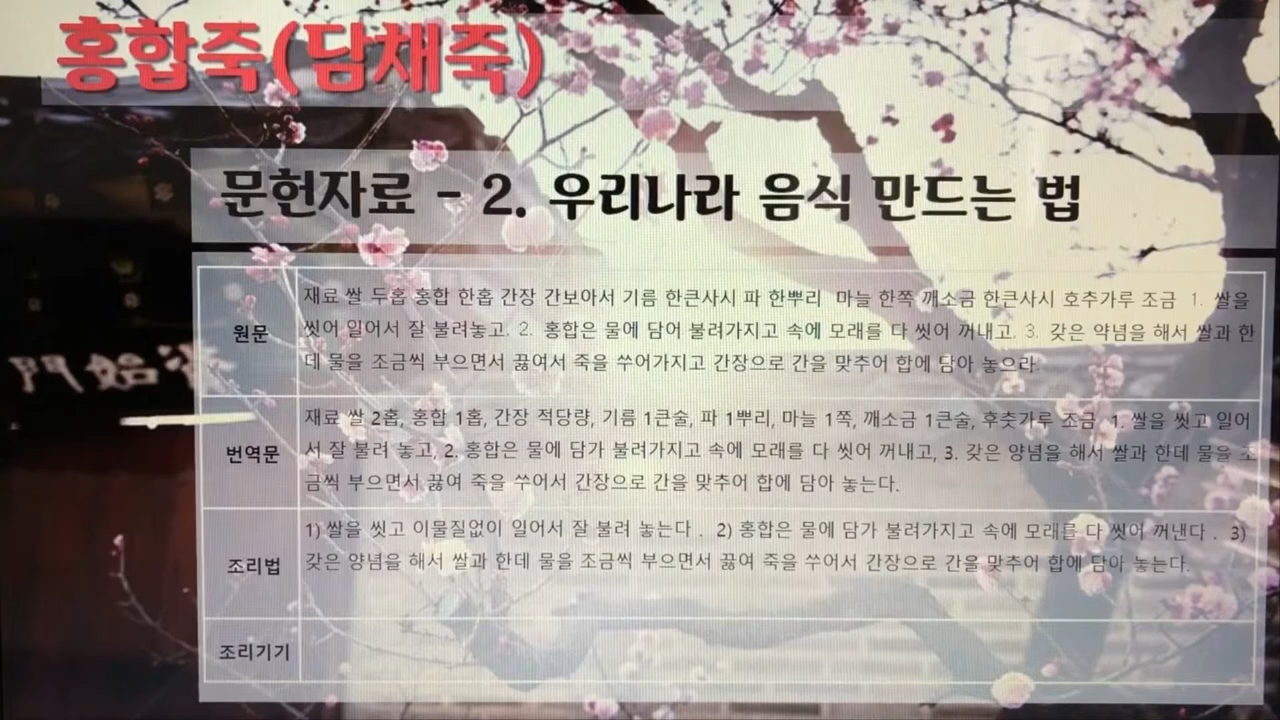 홍합죽(담채죽)
문헌자료 - 2. 우리나라 음식 만드는 법
원문
재료 쌀 두홉 홍합 한홉 간장 간보아서 기름 한큰사시 파 한뿌리 마늘 한쪽 깨소금 한큰사시 호추가루 조금 1. 쌀을
씻어 일어서 잘 불려놓고. 2. 홍합은 물에 담어 불려가지고 속에 모래를 다 씻어 꺼내고. 3. 갖은 약념을 해서 쌀과 한
데 물을 조금씩 부으면서 끓여서 죽을 쑤어가지고 간장으로 간을 맞추어 합에 담아 놓으라.
번역문
재료 쌀 2홉, 홍합 1홉, 간장 적당량, 기름 1큰술, 파 1뿌리, 마늘 1쪽, 깨소금 1큰술, 후춧가루 조금 1. 쌀을 씻고 일어
서 잘 불려 놓고, 2. 홍합은 물에 담가 불려가지고 속에 모래를 다 씻어 꺼내고, 3. 갖은 양념을 해서 쌀과 한데 물을 조
금씩 부으면서 끓여 죽을 쑤어서 간장으로 간을 맞추어 합에 담아 놓는다.
조리법
1) 쌀을 씻고 이물질없이 일어서 잘 불려 놓는다 . 2) 홍합은 물에 담가 불려가지고 속에 모래를 다 씻어 꺼낸다 . 3)
갖은 양념을 해서 쌀과 한데 물을 조금씩 부으면서 끓여 죽을 쑤어서 간장으로 간을 맞추어 합에 담아 놓는다.
조리기기
門始